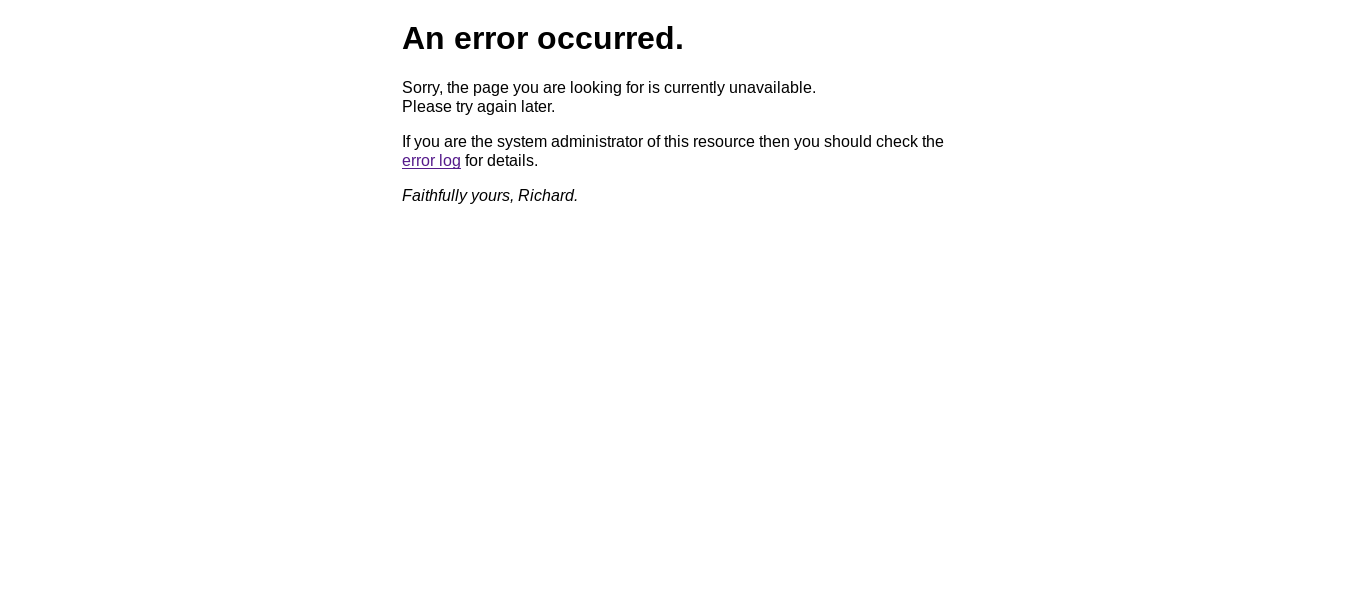 An error occurred.
Sorry, the page you are looking for is currently unavailable.
Please try again later.
If you are the system administrator of this resource then you should check the
error log for details.
Faithfully yours, Richard.